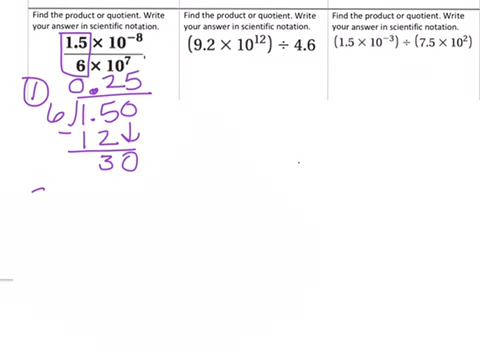 Find the product or quotient. Write
your answer in scientific notation.
1.5 × 10⁻⁸
6 × 10⁷
① 0.25
6)1.50
-12↓
30
Find the product or quotient. Write
your answer in scientific notation.
(9.2 × 10¹²) ÷ 4.6
Find the product or quotient. Write
your answer in scientific notation.
(1.5 × 10⁻³) ÷ (7.5 × 10²)